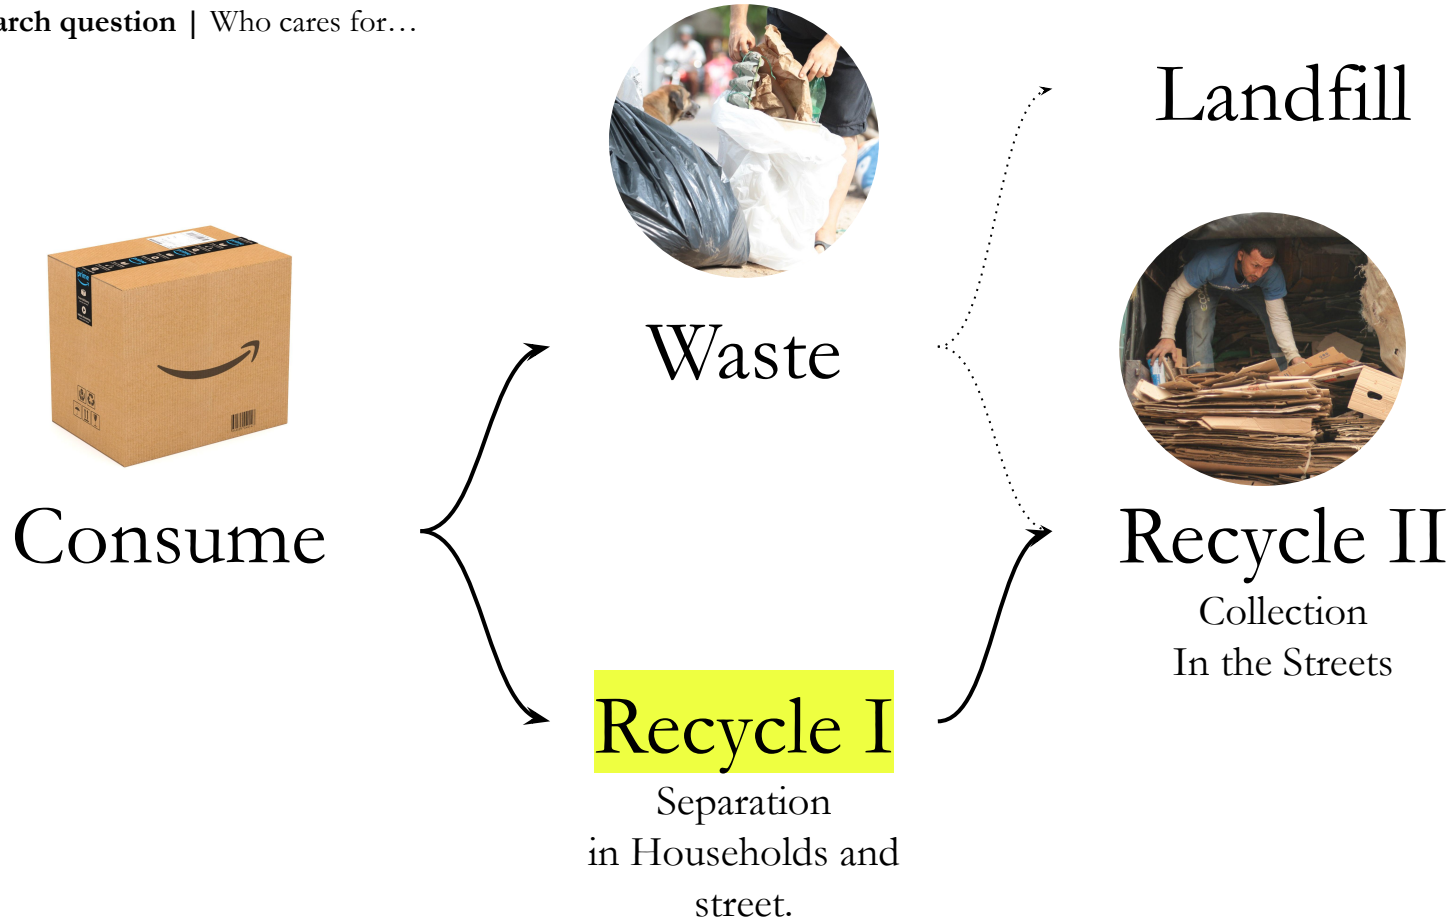 arch question | Who cares for…
Landfill
Waste
Consume
Recycle II
Collection
In the Streets
Recycle I
Separation
in Households and
street.